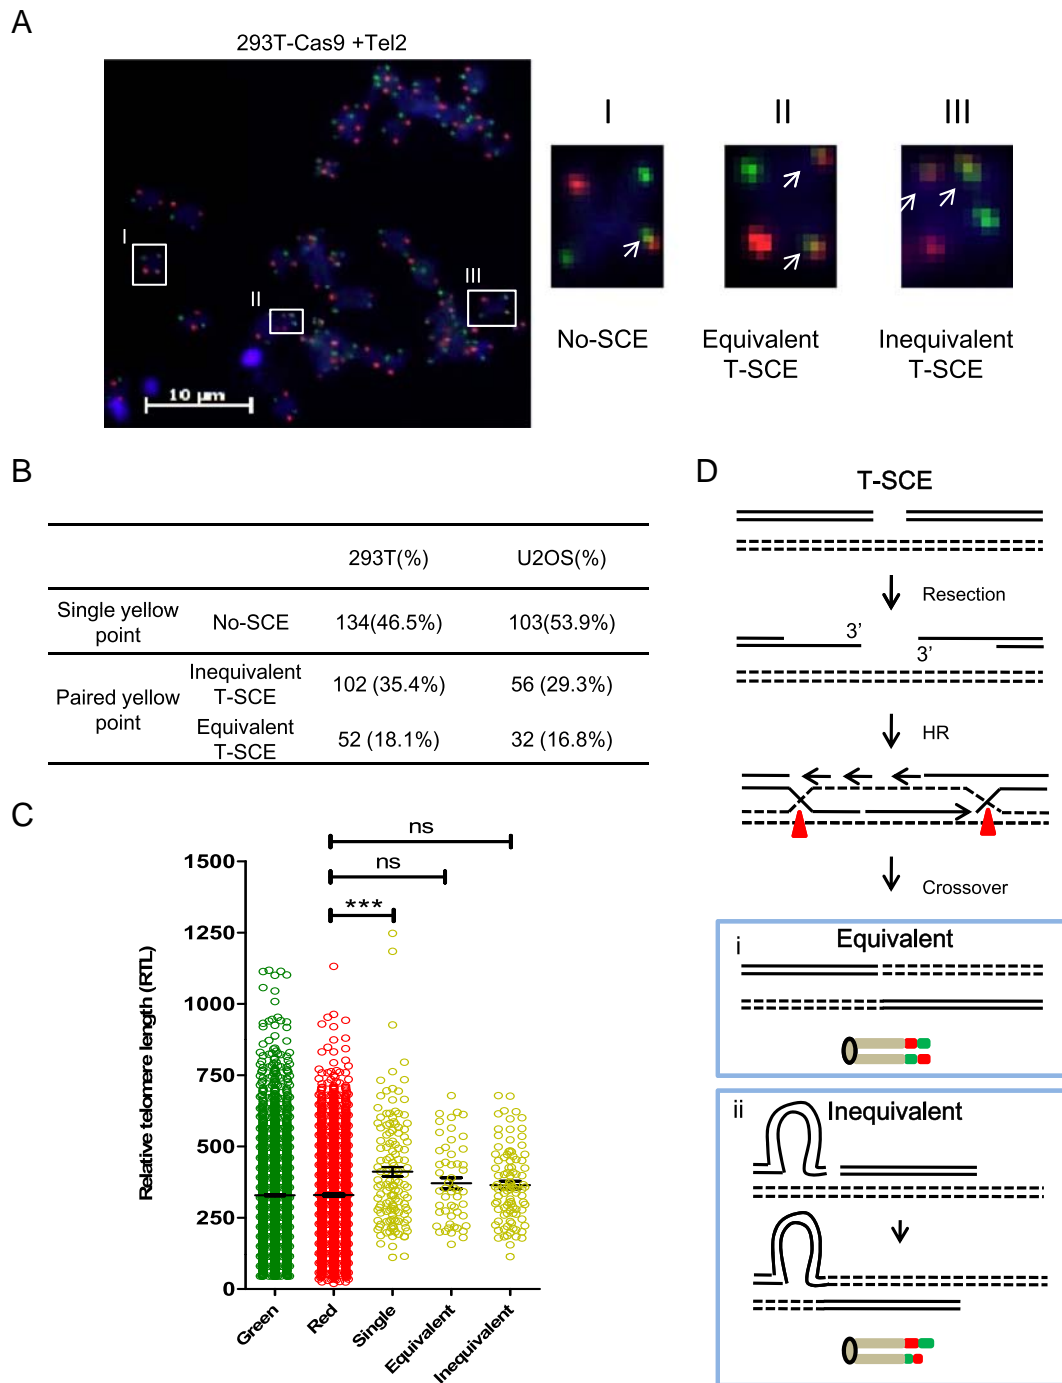 A
293T-Cas9 +Tel2
I
II
III
10 µm
I
II
III
No-SCE
Equivalent
T-SCE
Inequivalent
T-SCE
B
293T(%)
U2OS(%)
Single yellow
point
No-SCE
134(46.5%)
103(53.9%)
Paired yellow
point
Inequivalent
T-SCE
102 (35.4%)
56 (29.3%)
Equivalent
T-SCE
52 (18.1%)
32 (16.8%)
C
ns
ns
***
Relative telomere length (RTL)
1500
1250
1000
750
500
250
0
Green
Red
Single
Equivalent
Inequivalent
D
T-SCE
Resection
3’
3’
HR
Crossover
i
Equivalent
ii
Inequivalent